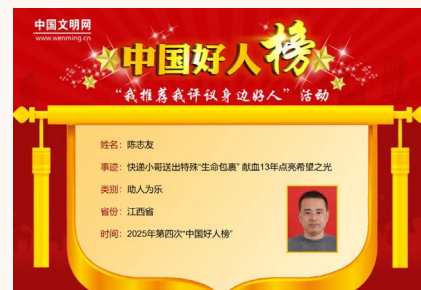 中国文明网
www.wenming.cn
中国好人榜
“我推荐我评议身边好人”活动
姓名：陈志友
事迹：快递小哥送出特殊“生命包裹” 献血13年点亮希望之光
类别：助人为乐
省份：江西省
时间：2025年第四次“中国好人榜”